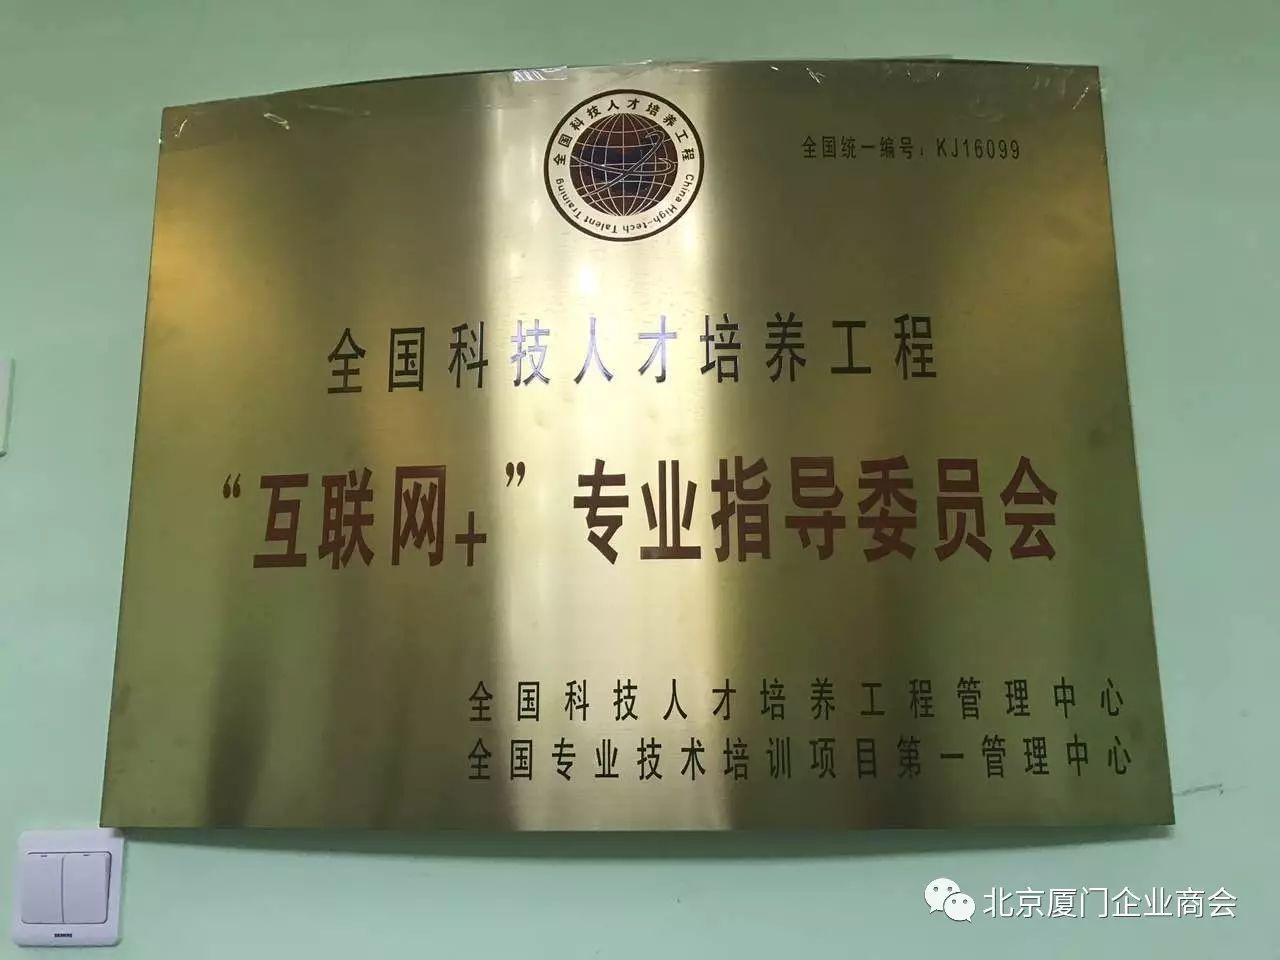 全国科技人才培养工程
China High-tech Talent Training
全国统一编号：KJ16099
全国科技人才培养工程
“互联网+”专业指导委员会
全国科技人才培养工程管理中心
全国专业技术培训项目第一管理中心
SIEMENS
北京厦门企业商会